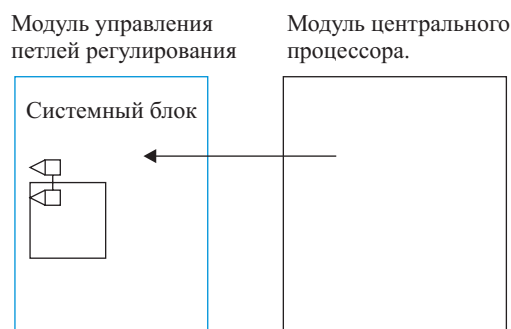 Модуль управления
петлей регулирования
Модуль центрального
процессора.
Системный блок